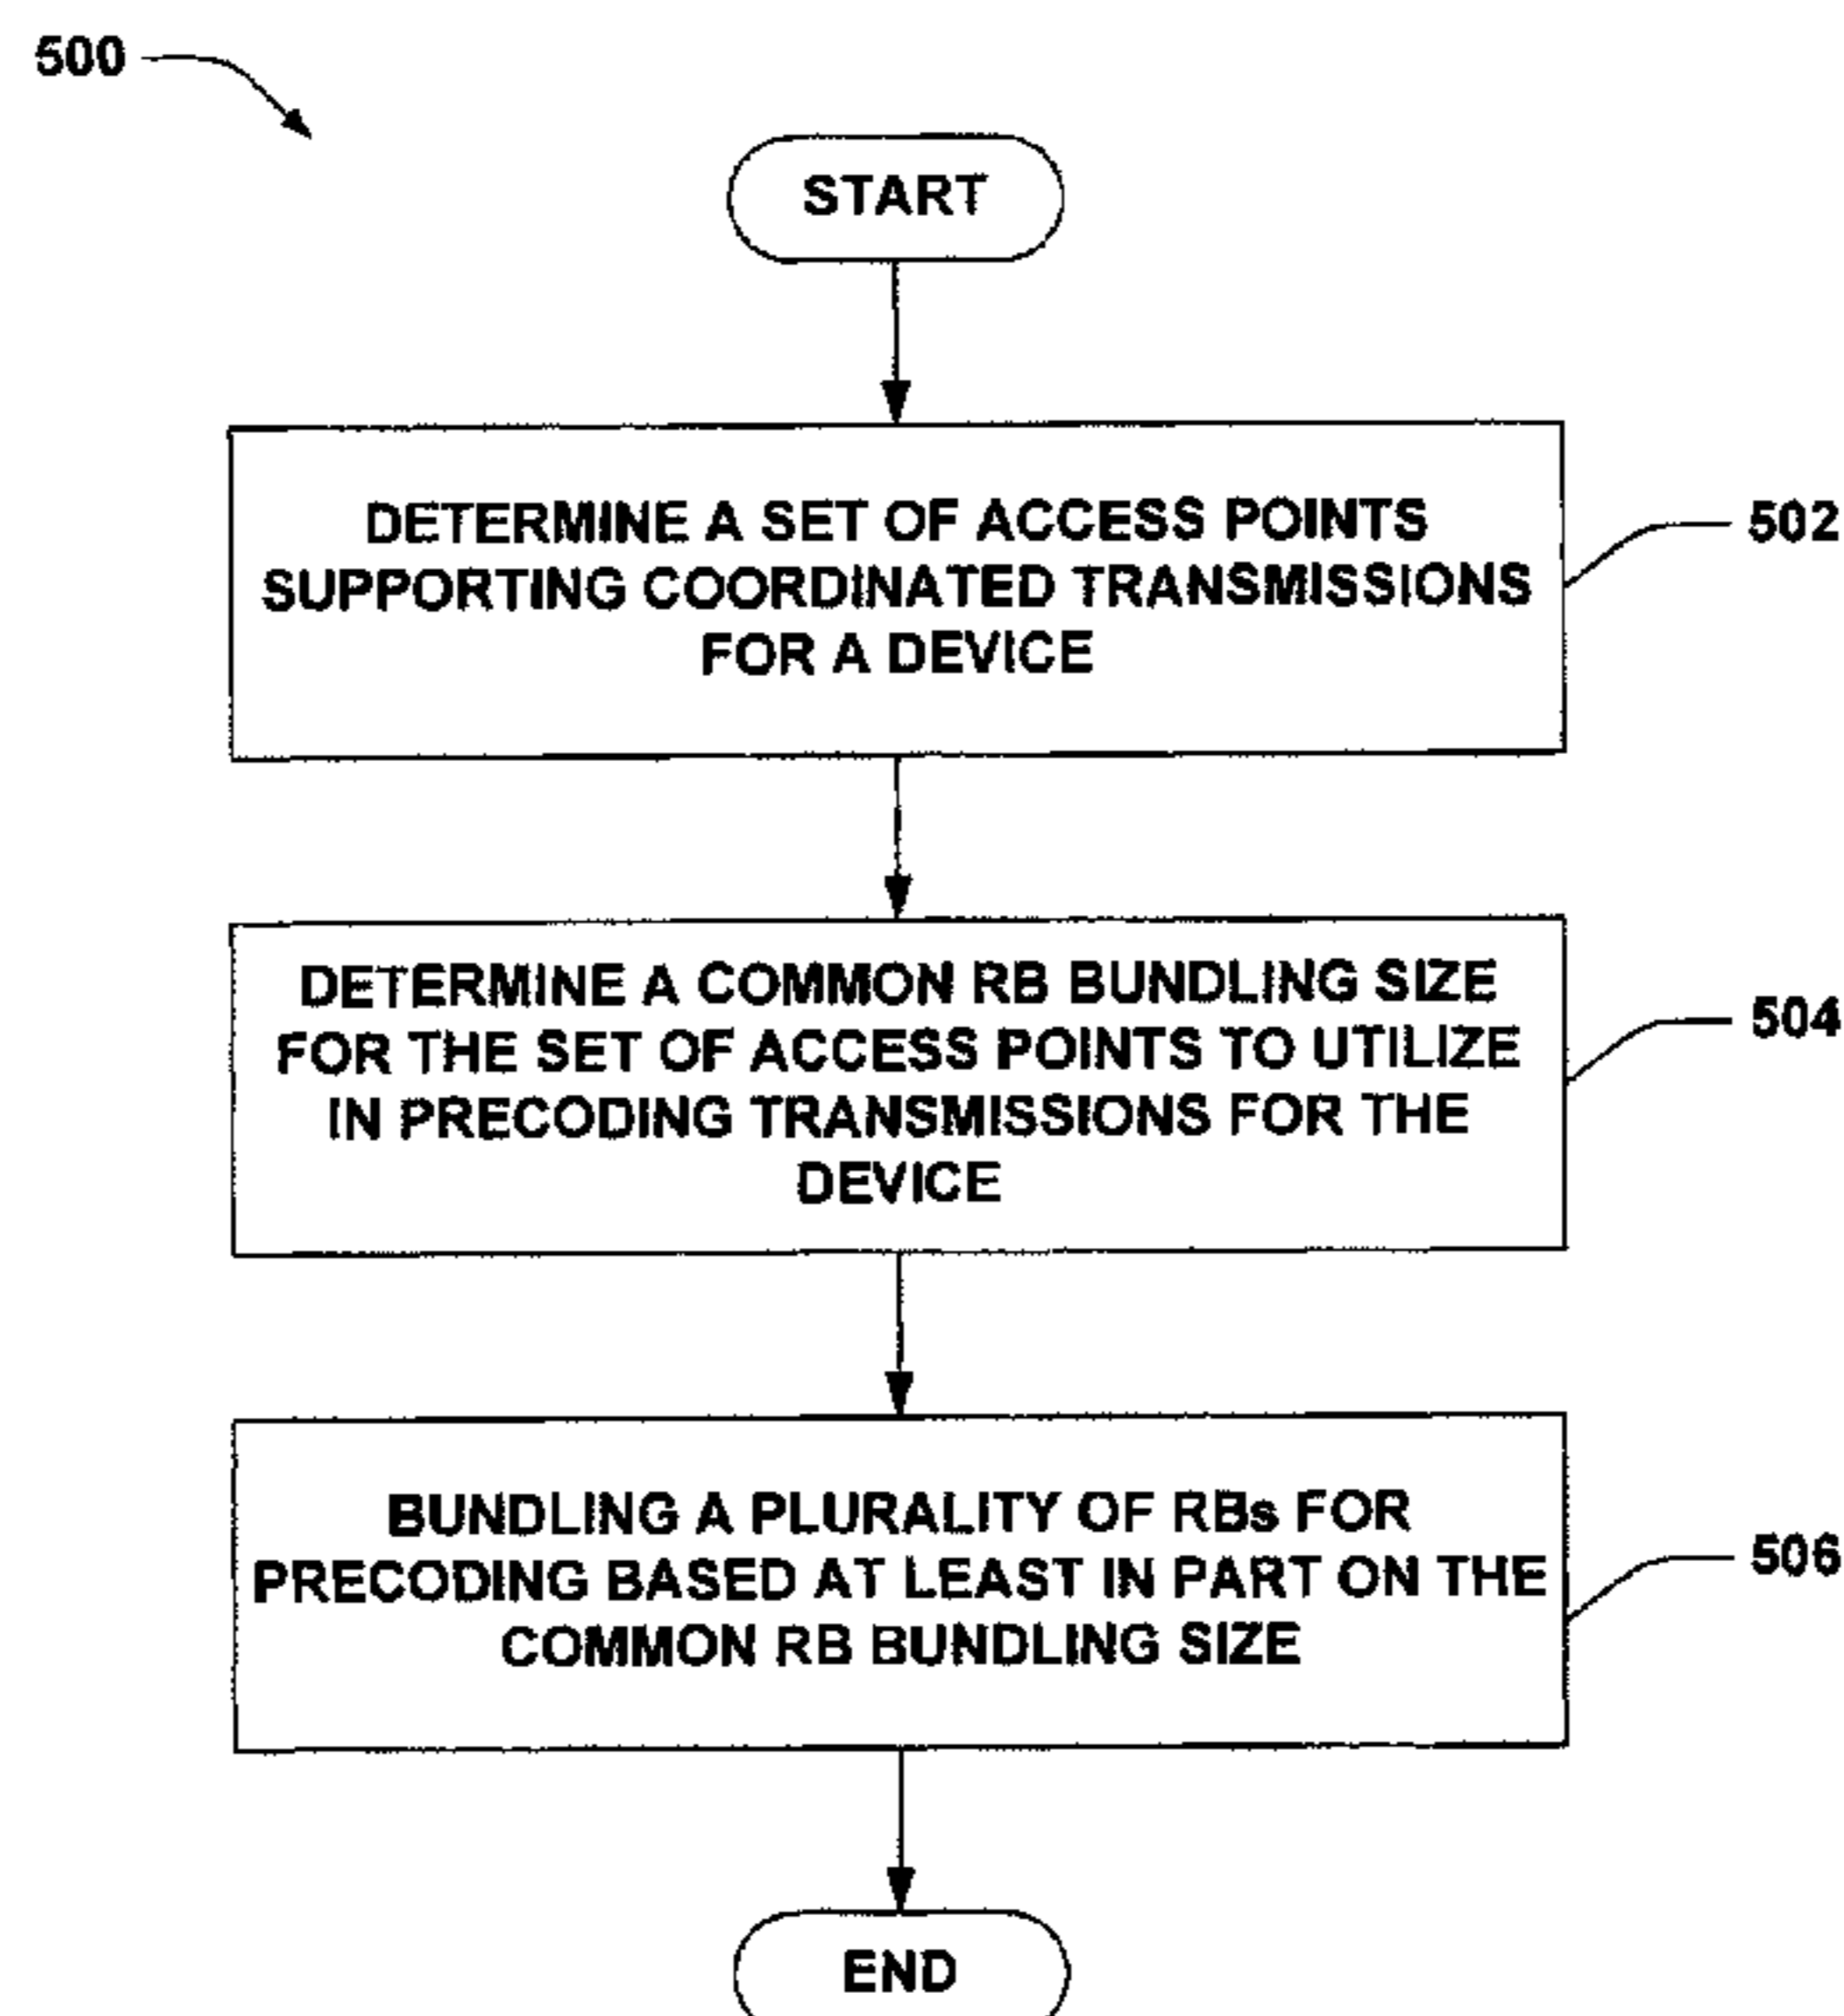 500
START
DETERMINE A SET OF ACCESS POINTS
SUPPORTING COORDINATED TRANSMISSIONS
FOR A DEVICE
502
DETERMINE A COMMON RB BUNDLING SIZE
FOR THE SET OF ACCESS POINTS TO UTILIZE
IN PRECODING TRANSMISSIONS FOR THE
DEVICE
504
BUNDLING A PLURALITY OF RBs FOR
PRECODING BASED AT LEAST IN PART ON THE
COMMON RB BUNDLING SIZE
506
END